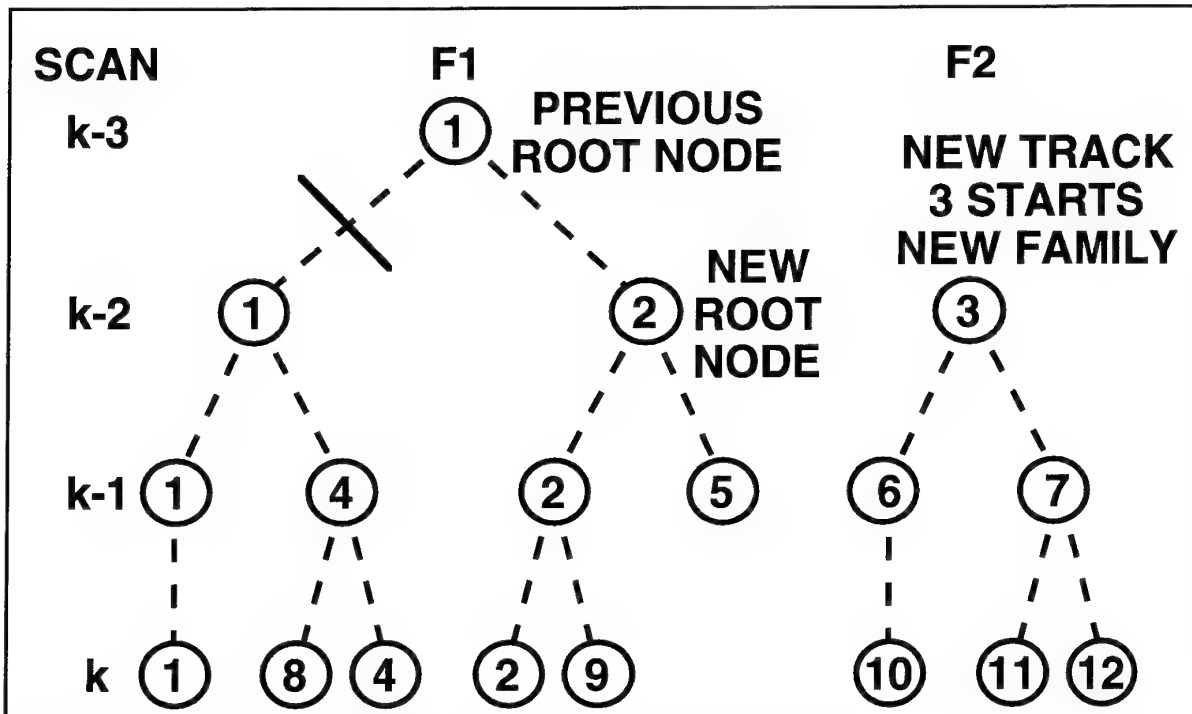 SCAN F1 F2
k-3 1 PREVIOUS
ROOT NODE
NEW TRACK
3 STARTS
NEW FAMILY
k-2 1 2 NEW
ROOT
NODE
3
k-1 1 4 2 5 6 7
k 1 8 4 2 9 10 11 12